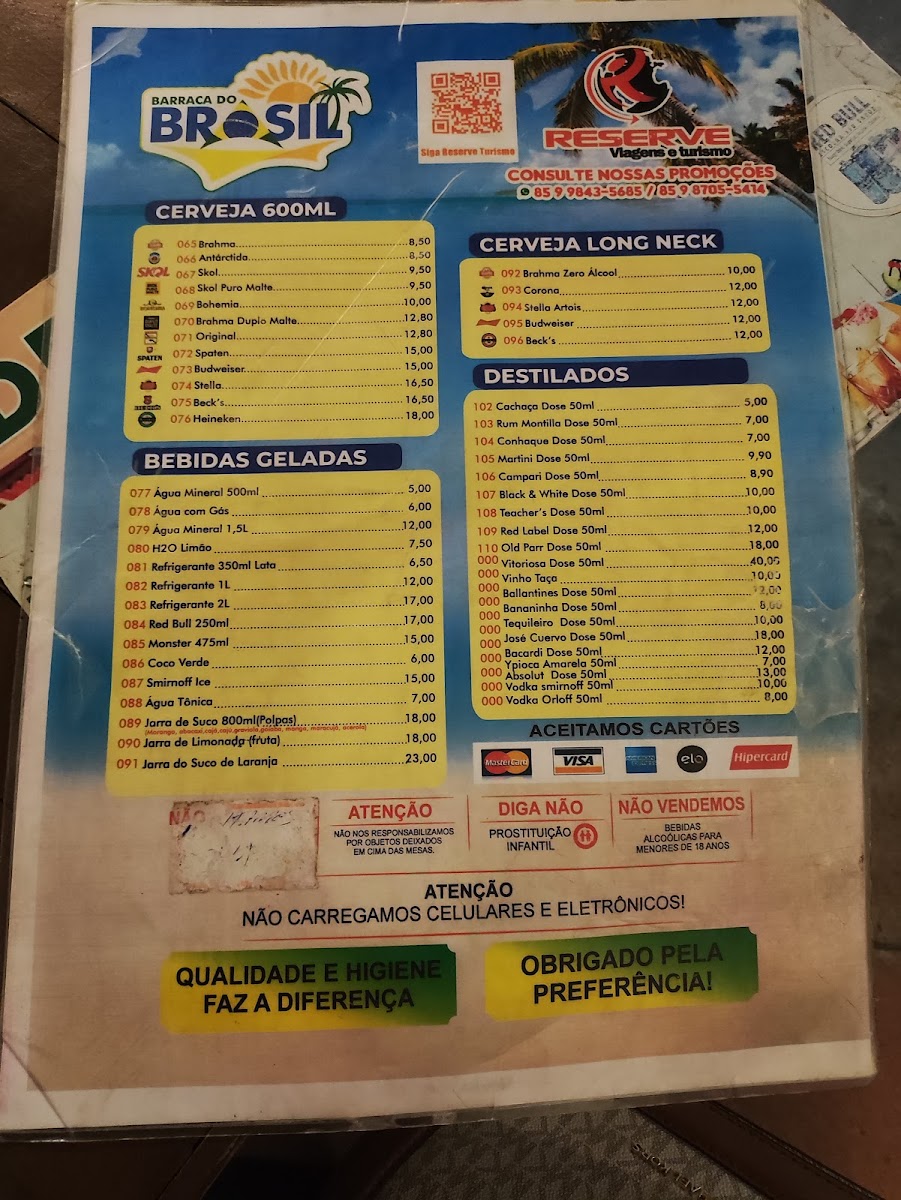 BARRACA DO
BRASIL
Siga Reserve Turismo
RESERVE
Viagens e turismo
CONSULTE NOSSAS PROMOÇÕES
85 9 9843-5685 / 85 9 8705-5414
RED BULL
CERVEJA 600ML
065 Brahma 8,50
066 Antárctida 8,50
SKOL 067 Skol 9,50
068 Skol Puro Malte 9,50
069 Bohemia 10,00
070 Brahma Duplo Malte 12,80
071 Original 12,80
SPATEN 072 Spaten 15,00
073 Budweiser 15,00
074 Stella 16,50
075 Beck's 16,50
076 Heineken 18,00
BEBIDAS GELADAS
077 Água Mineral 500ml 5,00
078 Água com Gás 6,00
079 Água Mineral 1,5L 12,00
080 H2O Limão 7,50
081 Refrigerante 350ml Lata 6,50
082 Refrigerante 1L 12,00
083 Refrigerante 2L 17,00
084 Red Bull 250ml 17,00
085 Monster 475ml 15,00
086 Coco Verde 6,00
087 Smirnoff Ice 15,00
088 Água Tônica 7,00
089 Jarra de Suco 800ml(Polpas) 18,00
(Morango, abacaxi,cajá,cajú,graviola,goiaba, manga, maracujá, acerola)
090 Jarra de Limonada (fruta) 18,00
091 Jarra do Suco de Laranja 23,00
CERVEJA LONG NECK
092 Brahma Zero Álcool 10,00
093 Corona 12,00
094 Stella Artois 12,00
095 Budweiser 12,00
096 Beck's 12,00
DESTILADOS
102 Cachaça Dose 50ml 5,00
103 Rum Montilla Dose 50ml 7,00
104 Conhaque Dose 50ml 7,00
105 Martini Dose 50ml 9,90
106 Campari Dose 50ml 8,90
107 Black & White Dose 50ml 10,00
108 Teacher's Dose 50ml 10,00
109 Red Label Dose 50ml 12,00
110 Old Parr Dose 50ml 18,00
000 Vitoriosa Dose 50ml 40,00
000 Vinho Taça 10,00
000 Ballantines Dose 50ml 12,00
000 Bananinha Dose 50ml 8,00
000 Tequileiro Dose 50ml 10,00
000 José Cuervo Dose 50ml 18,00
000 Bacardi Dose 50ml 12,00
Ypioca Amarela 50ml 7,00
000 Absolut Dose 50ml 13,00
000 Vodka smirnoff 50ml 10,00
000 Vodka Orloff 50ml 8,00
ACEITAMOS CARTÕES
MasterCard VISA elo Hipercard
NÃO
ATENÇÃO
NÃO NOS RESPONSABILIZAMOS
POR OBJETOS DEIXADOS
EM CIMA DAS MESAS.
DIGA NÃO
PROSTITUIÇÃO
INFANTIL
NÃO VENDEMOS
BEBIDAS
ALCOÓLICAS PARA
MENORES DE 18 ANOS
ATENÇÃO
NÃO CARREGAMOS CELULARES E ELETRÔNICOS!
QUALIDADE E HIGIENE
FAZ A DIFERENÇA
OBRIGADO PELA
PREFERÊNCIA!